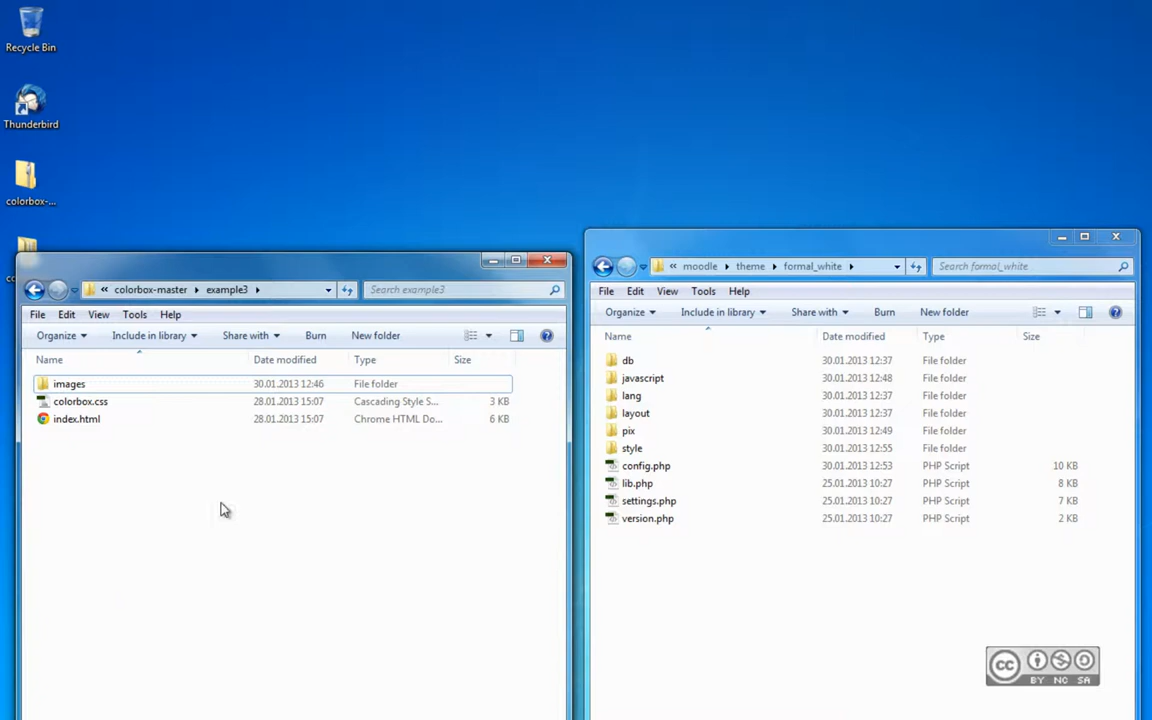 Recycle Bin
Thunderbird
colorbox-...
colorbox-master
example3
Search example3
File Edit View Tools Help
Organize Include in library Share with Burn New folder
Name Date modified Type Size
images 30.01.2013 12:46 File folder
colorbox.css 28.01.2013 15:07 Cascading Style S... 3 KB
index.html 28.01.2013 15:07 Chrome HTML Do... 6 KB
moodle theme formal_white
Search formal_white
File Edit View Tools Help
Organize Include in library Share with Burn New folder
Name Date modified Type Size
db 30.01.2013 12:37 File folder
javascript 30.01.2013 12:48 File folder
lang 30.01.2013 12:37 File folder
layout 30.01.2013 12:37 File folder
pix 30.01.2013 12:49 File folder
style 30.01.2013 12:55 File folder
config.php 30.01.2013 12:53 PHP Script 10 KB
lib.php 25.01.2013 10:27 PHP Script 8 KB
settings.php 25.01.2013 10:27 PHP Script 7 KB
version.php 25.01.2013 10:27 PHP Script 2 KB
cc
BY NC SA